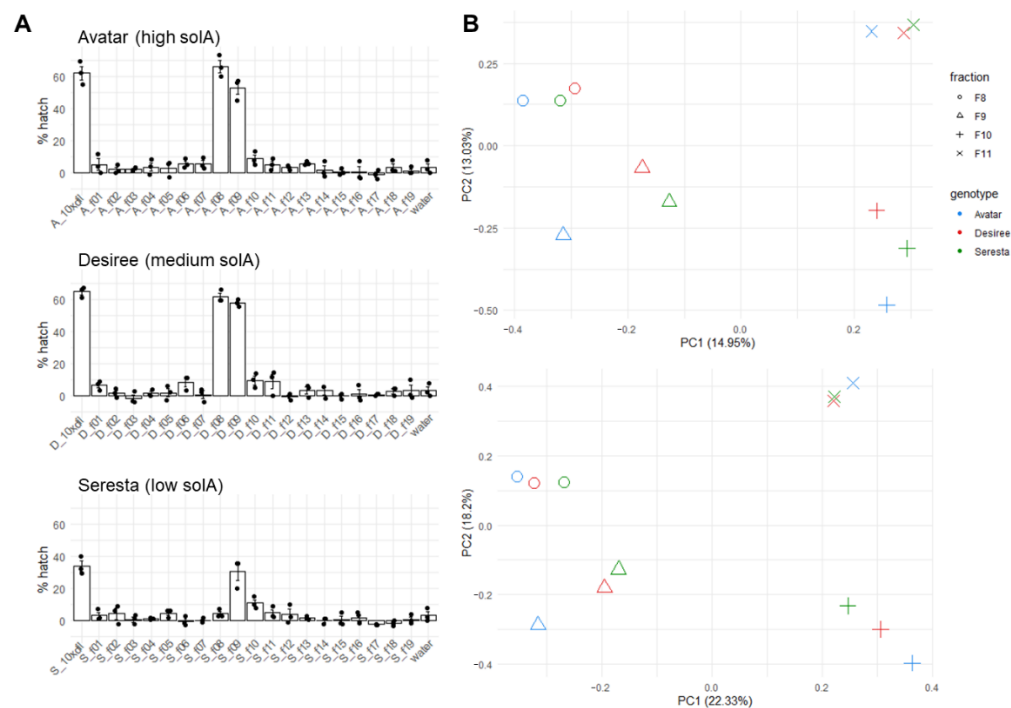 A
Avatar (high solA)
% hatch
60
40
20
0
A_10xdil
A_f01
A_f02
A_f03
A_f04
A_f05
A_f06
A_f07
A_f08
A_f09
A_f10
A_f11
A_f12
A_f13
A_f14
A_f15
A_f16
A_f17
A_f18
A_f19
water
Desiree (medium solA)
% hatch
60
40
20
0
D_10xdil
D_f01
D_f02
D_f03
D_f04
D_f05
D_f06
D_f07
D_f08
D_f09
D_f10
D_f11
D_f12
D_f13
D_f14
D_f15
D_f16
D_f17
D_f18
D_f19
water
Seresta (low solA)
% hatch
60
40
20
0
S_10xdil
S_f01
S_f02
S_f03
S_f04
S_f05
S_f06
S_f07
S_f08
S_f09
S_f10
S_f11
S_f12
S_f13
S_f14
S_f15
S_f16
S_f17
S_f18
S_f19
water
B
PC2 (13.03%)
0.25
0.00
−0.25
−0.50
−0.4
−0.2
0.0
0.2
PC1 (14.95%)
fraction
F8
F9
F10
F11
genotype
Avatar
Desiree
Seresta
PC2 (18.2%)
0.4
0.2
0.0
−0.2
−0.4
−0.2
0.0
0.2
0.4
PC1 (22.33%)